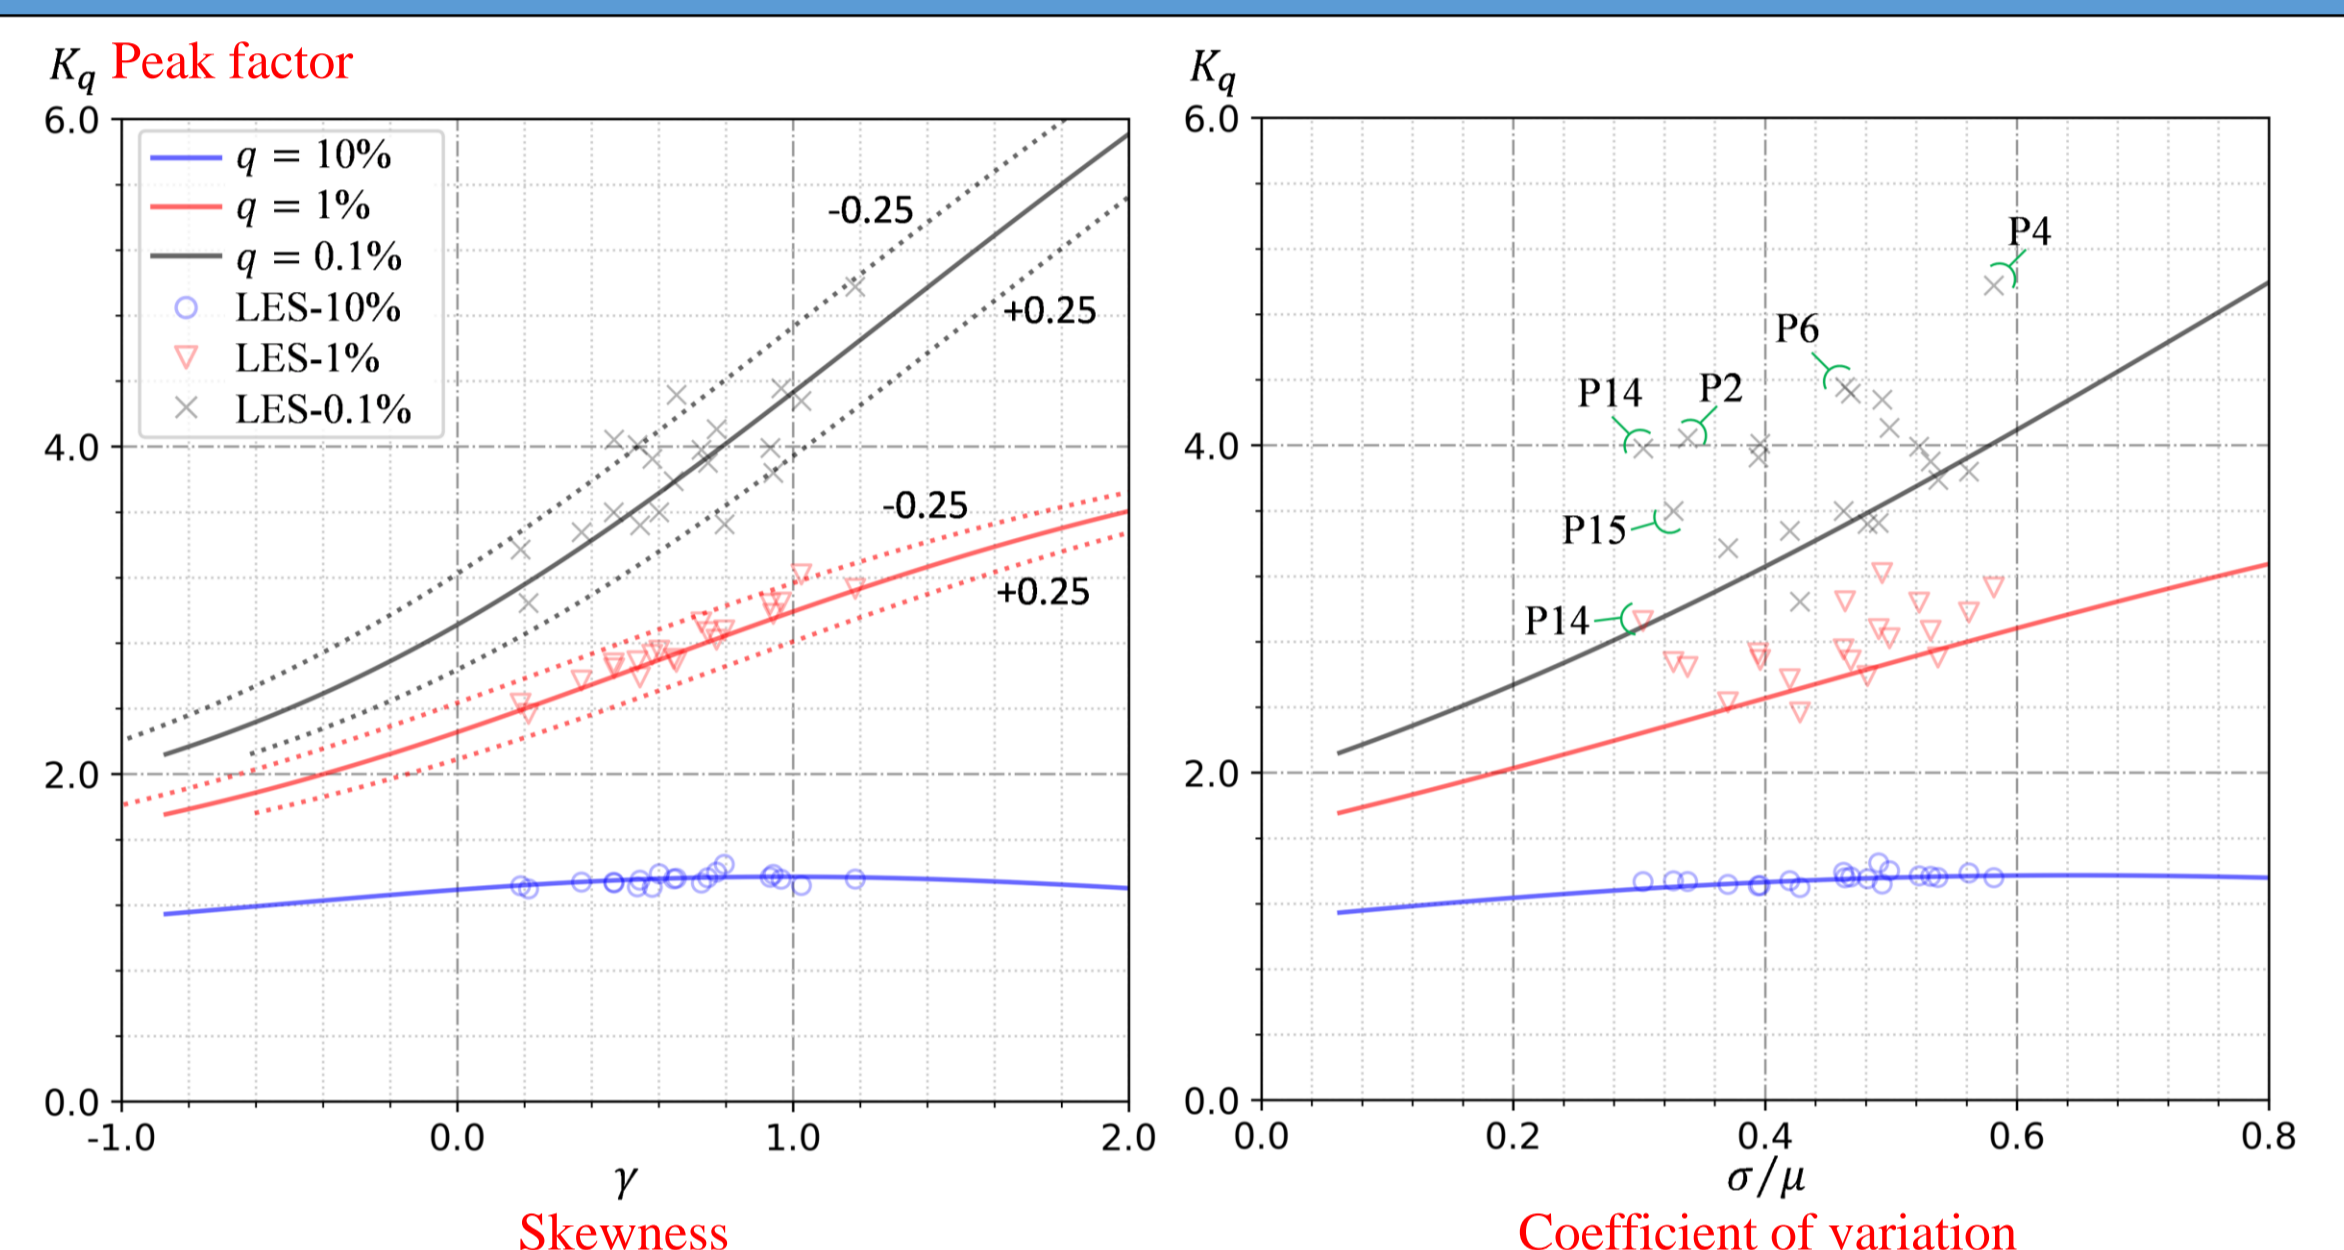 K_q Peak factor
6.0
4.0
2.0
0.0
-1.0 0.0 1.0 2.0
γ
Skewness
q = 10%
q = 1%
q = 0.1%
LES-10%
LES-1%
LES-0.1%
-0.25
+0.25
-0.25
+0.25
K_q
6.0
4.0
2.0
0.0
0.0 0.2 0.4 0.6 0.8
σ/μ
Coefficient of variation
P4
P6
P14 P2
P15
P14